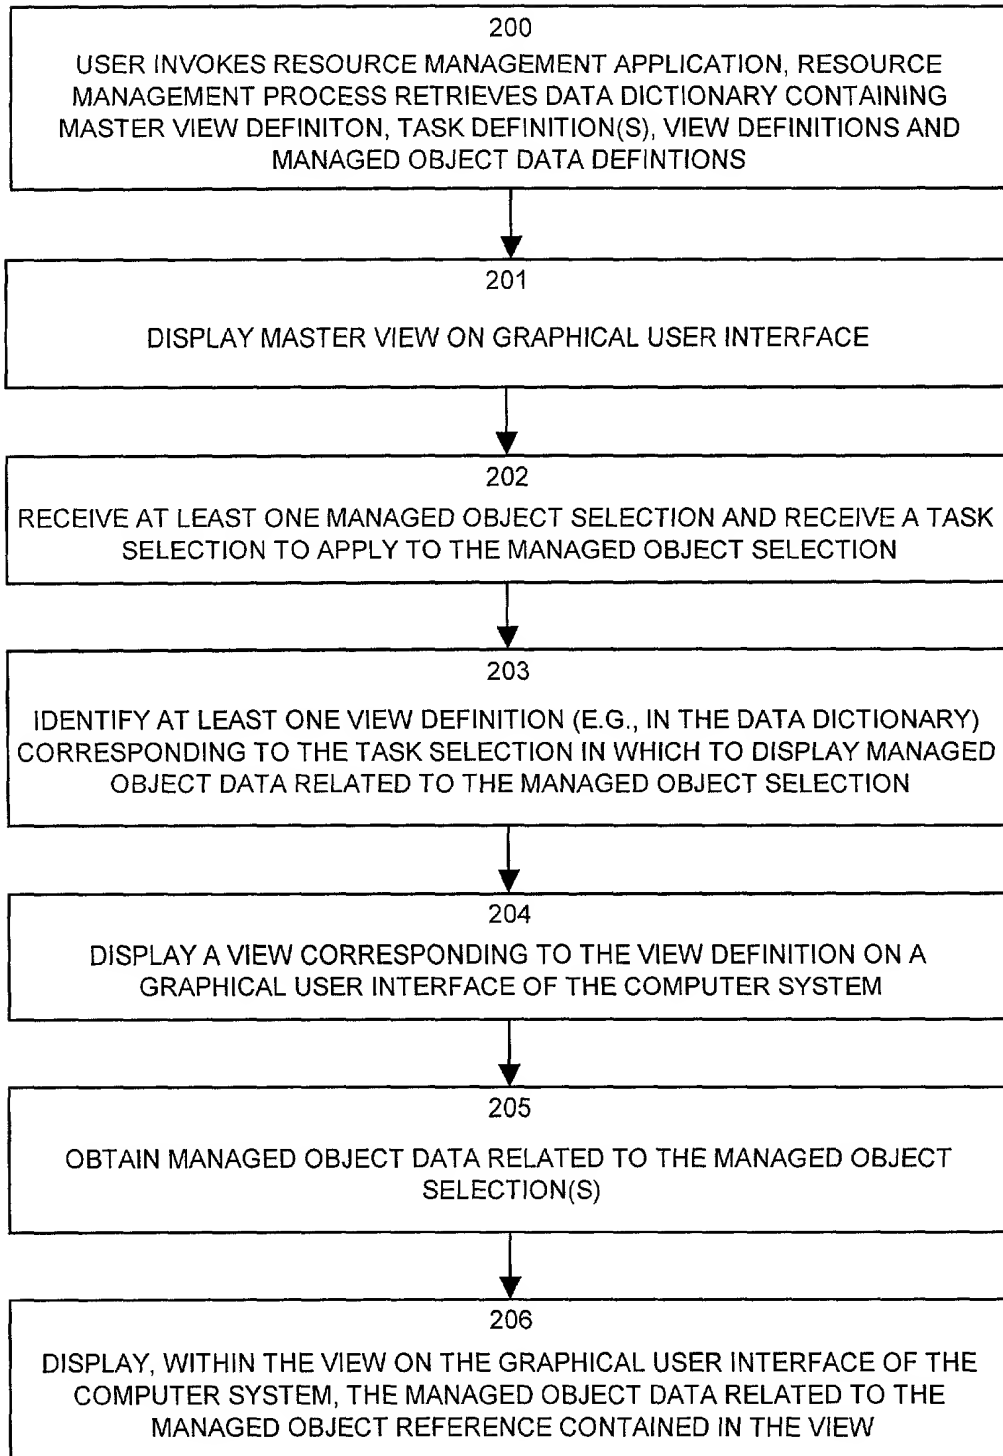 200
USER INVOKES RESOURCE MANAGEMENT APPLICATION, RESOURCE
MANAGEMENT PROCESS RETRIEVES DATA DICTIONARY CONTAINING
MASTER VIEW DEFINITON, TASK DEFINITION(S), VIEW DEFINITIONS AND
MANAGED OBJECT DATA DEFINTIONS
201
DISPLAY MASTER VIEW ON GRAPHICAL USER INTERFACE
202
RECEIVE AT LEAST ONE MANAGED OBJECT SELECTION AND RECEIVE A TASK
SELECTION TO APPLY TO THE MANAGED OBJECT SELECTION
203
IDENTIFY AT LEAST ONE VIEW DEFINITION (E.G., IN THE DATA DICTIONARY)
CORRESPONDING TO THE TASK SELECTION IN WHICH TO DISPLAY MANAGED
OBJECT DATA RELATED TO THE MANAGED OBJECT SELECTION
204
DISPLAY A VIEW CORRESPONDING TO THE VIEW DEFINITION ON A
GRAPHICAL USER INTERFACE OF THE COMPUTER SYSTEM
205
OBTAIN MANAGED OBJECT DATA RELATED TO THE MANAGED OBJECT
SELECTION(S)
206
DISPLAY, WITHIN THE VIEW ON THE GRAPHICAL USER INTERFACE OF THE
COMPUTER SYSTEM, THE MANAGED OBJECT DATA RELATED TO THE
MANAGED OBJECT REFERENCE CONTAINED IN THE VIEW